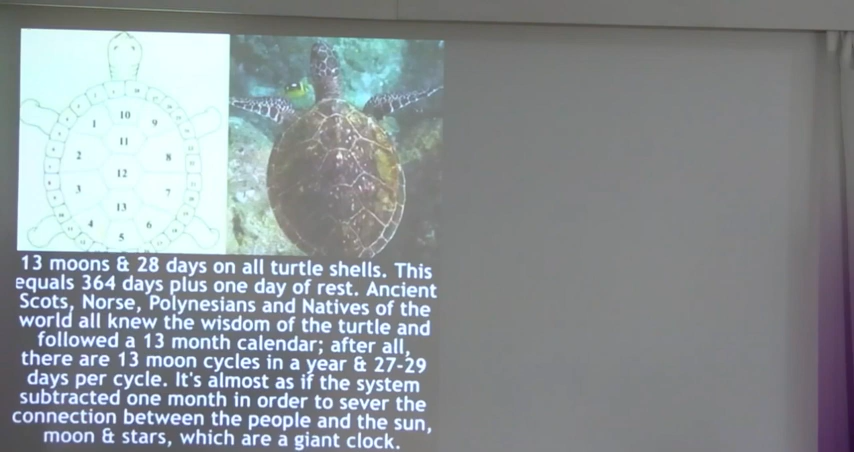 10
1
9
11
2
8
12
3
7
13
4
6
5
13 moons & 28 days on all turtle shells. This
equals 364 days plus one day of rest. Ancient
Scots, Norse, Polynesians and Natives of the
world all knew the wisdom of the turtle and
followed a 13 month calendar; after all,
there are 13 moon cycles in a year & 27-29
days per cycle. It's almost as if the system
subtracted one month in order to sever the
connection between the people and the sun,
moon & stars, which are a giant clock.